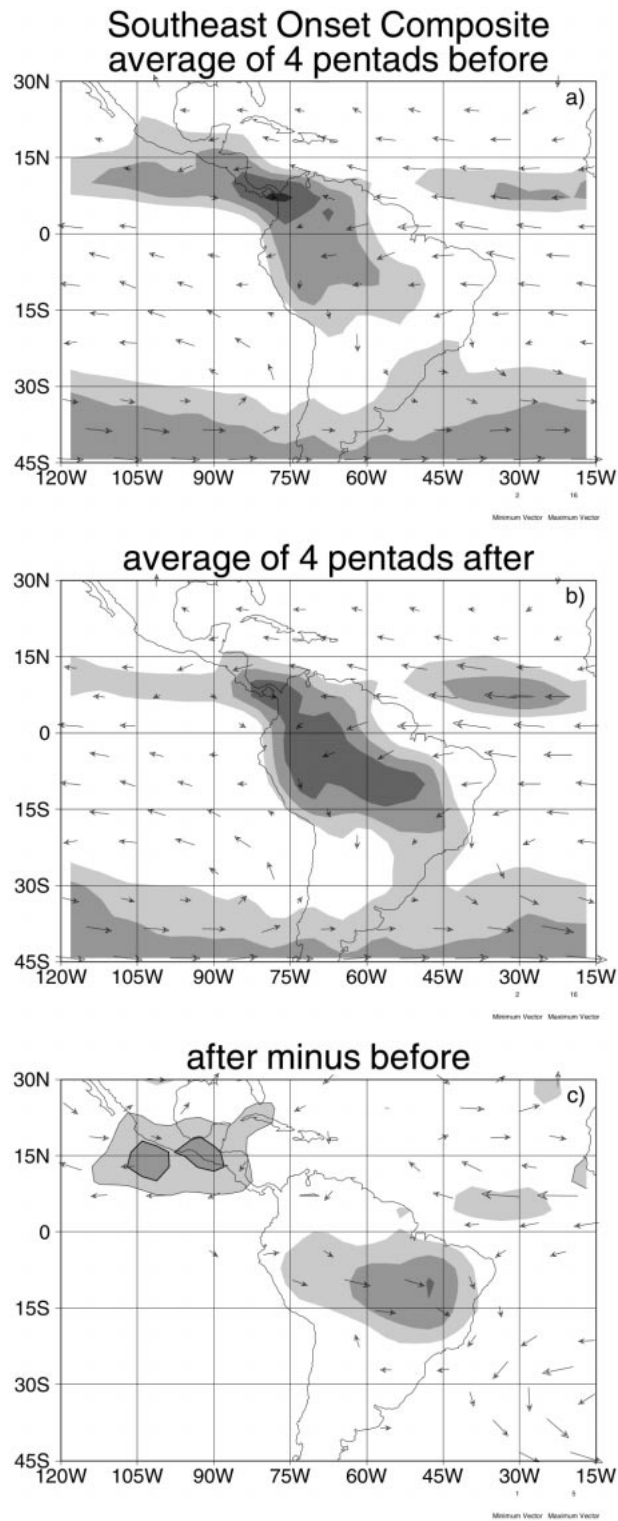 Southeast Onset Composite
average of 4 pentads before
30N
a)
15N
0
15S
30S
45S
120W 105W 90W 75W 60W 45W 30W 15W
2 16
Minimum Vector Maximum Vector
average of 4 pentads after
30N
b)
15N
0
15S
30S
45S
120W 105W 90W 75W 60W 45W 30W 15W
2 16
Minimum Vector Maximum Vector
after minus before
30N
c)
15N
0
15S
30S
45S
120W 105W 90W 75W 60W 45W 30W 15W
1 5
Minimum Vector Maximum Vector